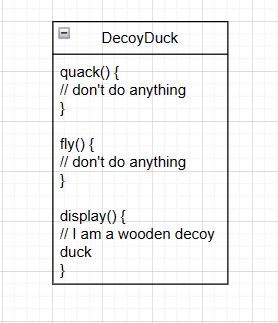 DecoyDuck
quack() {
// don't do anything
}
fly() {
// don't do anything
}
display() {
// I am a wooden decoy
duck
}